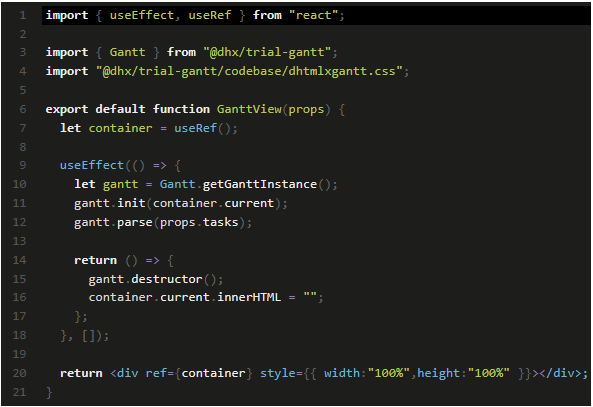 1 import { useEffect, useRef } from "react";
2
3 import { Gantt } from "@dhx/trial-gantt";
4 import "@dhx/trial-gantt/codebase/dhtmlxgantt.css";
5
6 export default function GanttView(props) {
7   let container = useRef();
8
9   useEffect(() => {
10     let gantt = Gantt.getGanttInstance();
11     gantt.init(container.current);
12     gantt.parse(props.tasks);
13
14     return () => {
15       gantt.destructor();
16       container.current.innerHTML = "";
17     };
18   }, []);
19
20   return <div ref={container} style={{ width:"100%",height:"100%" }}></div>;
21 }